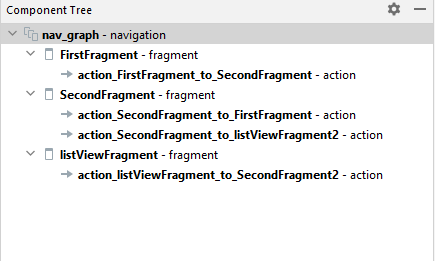 Component Tree
nav_graph - navigation
FirstFragment - fragment
action_FirstFragment_to_SecondFragment - action
SecondFragment - fragment
action_SecondFragment_to_FirstFragment - action
action_SecondFragment_to_listViewFragment2 - action
listViewFragment - fragment
action_listViewFragment_to_SecondFragment2 - action